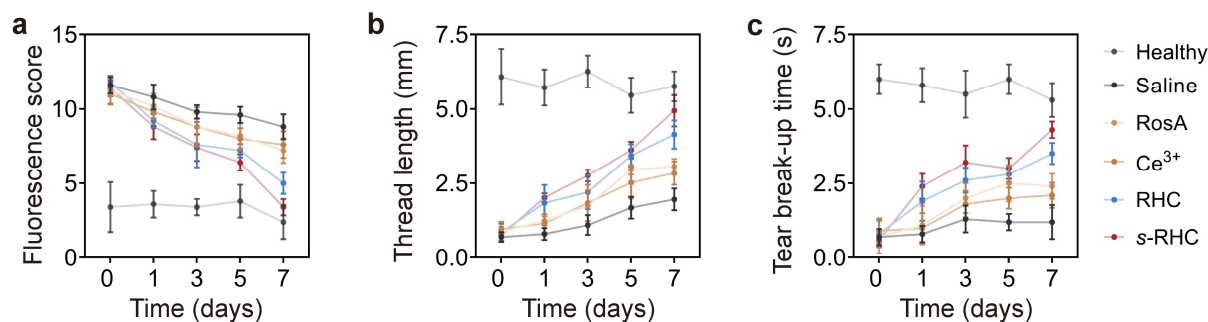 a
15
10
5
0
Fluorescence score
0 1 3 5 7
Time (days)
b
7.5
5.0
2.5
0.0
Thread length (mm)
0 1 3 5 7
Time (days)
c
7.5
5.0
2.5
0.0
Tear break-up time (s)
0 1 3 5 7
Time (days)
Healthy
Saline
RosA
Ce³⁺
RHC
s-RHC